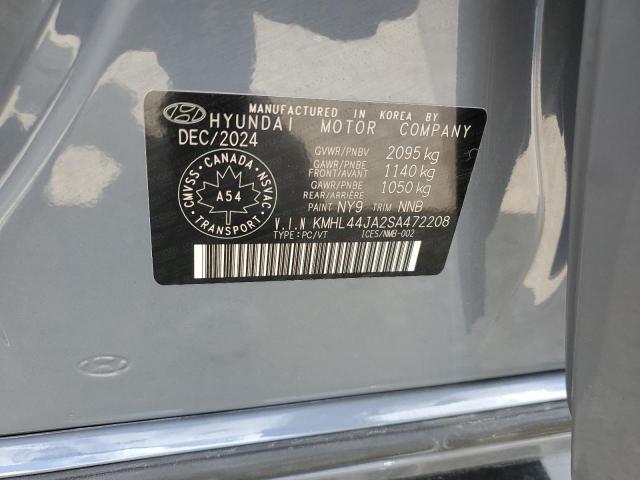 MANUFACTURED IN KOREA BY
HYUNDAI MOTOR COMPANY
DEC/2024
GVWR/PNBV 2095 kg
GAWR/PNBE
FRONT/AVANT 1140 kg
GAWR/PNBE
REAR/ARRIÈRE 1050 kg
PAINT NY9 TRIM NNB
CMVSS·CANADA·NSVAC
A54
TRANSPORT
V.I.N KMHL44JA2SA472208
TYPE:PC/VT ICES/NMB-002